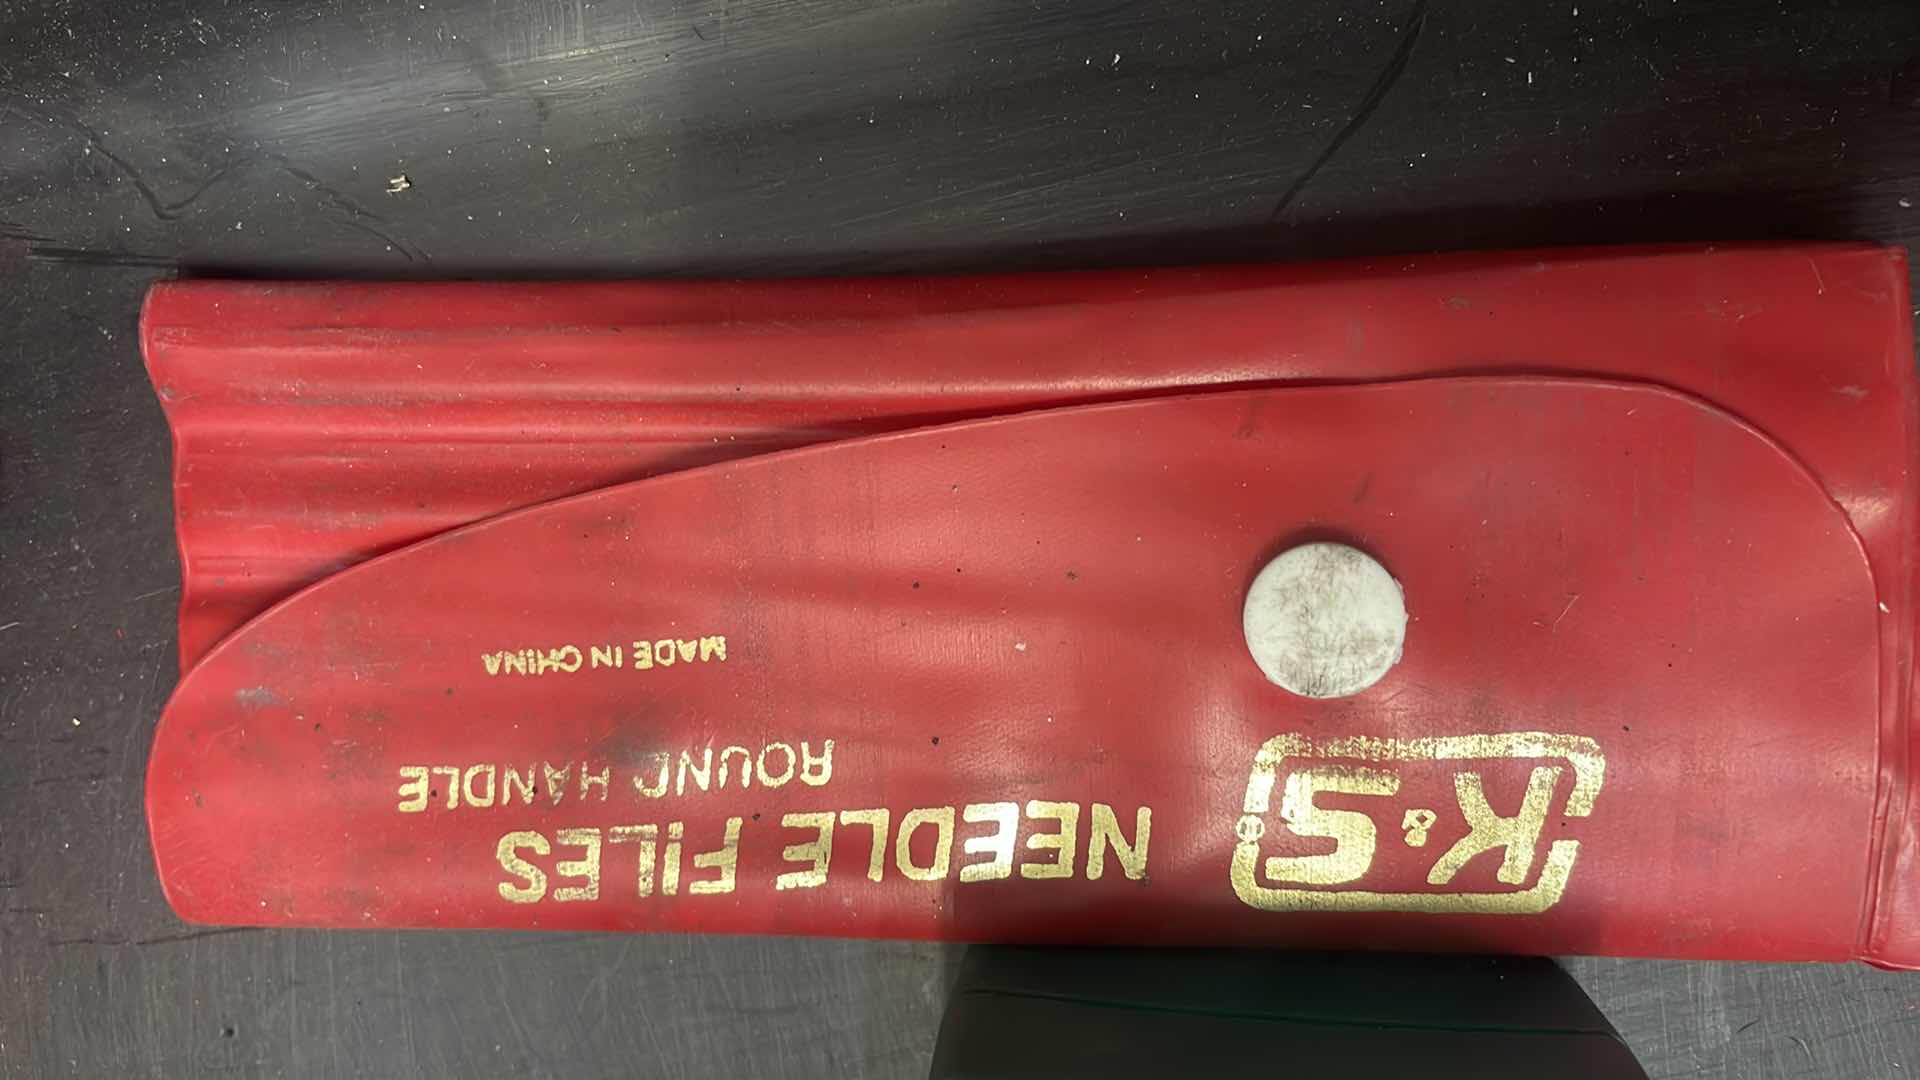 K&S
®
NEEDLE FILES
ROUND HANDLE
MADE IN CHINA